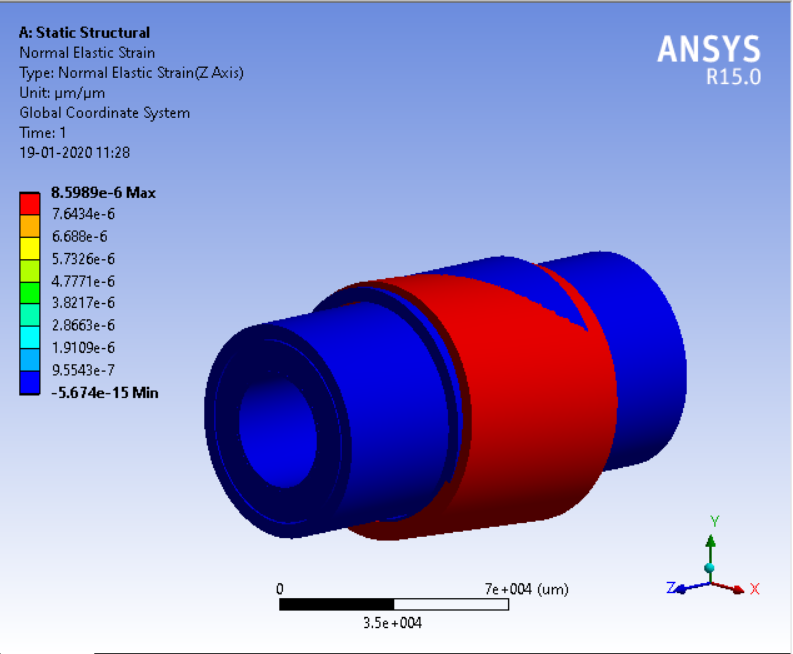 A: Static Structural
Normal Elastic Strain
Type: Normal Elastic Strain(Z Axis)
Unit: µm/µm
Global Coordinate System
Time: 1
19-01-2020 11:28
ANSYS
R15.0
8.5989e-6 Max
7.6434e-6
6.688e-6
5.7326e-6
4.7771e-6
3.8217e-6
2.8663e-6
1.9109e-6
9.5543e-7
-5.674e-15 Min
Y
Z
X
0
7e+004 (um)
3.5e+004